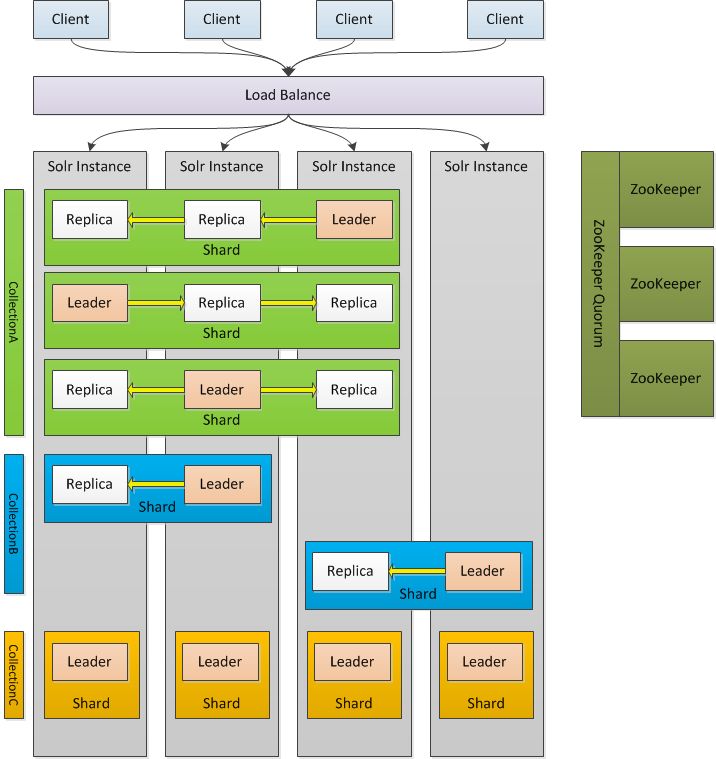 Client
Client
Client
Client
Load Balance
Solr Instance
Solr Instance
Solr Instance
Solr Instance
CollectionA
Replica
Replica
Leader
Shard
Leader
Replica
Replica
Shard
Replica
Leader
Replica
Shard
CollectionB
Replica
Leader
Shard
Replica
Leader
Shard
CollectionC
Leader
Shard
Leader
Shard
Leader
Shard
Leader
Shard
ZooKeeper Quorum
ZooKeeper
ZooKeeper
ZooKeeper